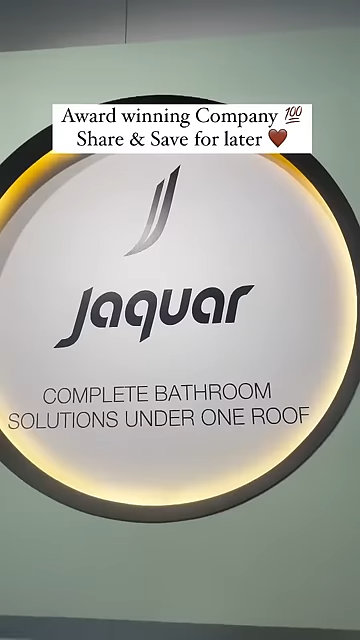 Award winning Company 💯
Share & Save for later 🤎
Jaquar
COMPLETE BATHROOM
SOLUTIONS UNDER ONE ROOF